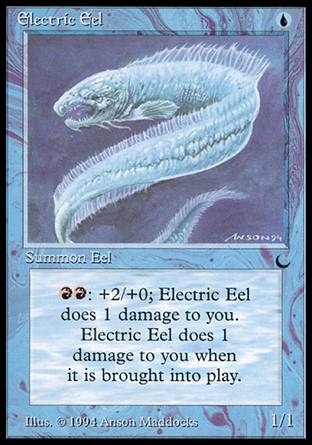 Electric Eel
ANSON94
Summon Eel
: +2/+0; Electric Eel
does 1 damage to you.
Electric Eel does 1
damage to you when
it is brought into play.
Illus. © 1994 Anson Maddocks 1/1